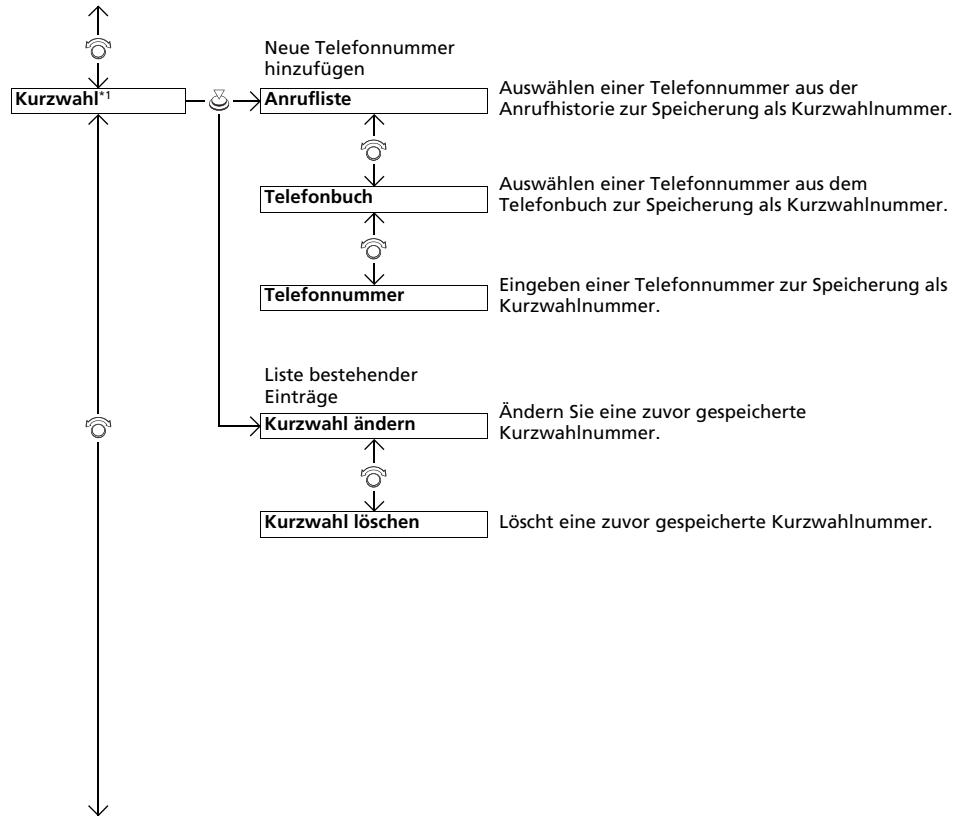 Neue Telefonnummer
hinzufügen
Kurzwahl*1
Anrufliste
Auswählen einer Telefonnummer aus der
Anrufhistorie zur Speicherung als Kurzwahlnummer.
Telefonbuch
Auswählen einer Telefonnummer aus dem
Telefonbuch zur Speicherung als Kurzwahlnummer.
Telefonnummer
Eingeben einer Telefonnummer zur Speicherung als
Kurzwahlnummer.
Liste bestehender
Einträge
Kurzwahl ändern
Ändern Sie eine zuvor gespeicherte
Kurzwahlnummer.
Kurzwahl löschen
Löscht eine zuvor gespeicherte Kurzwahlnummer.